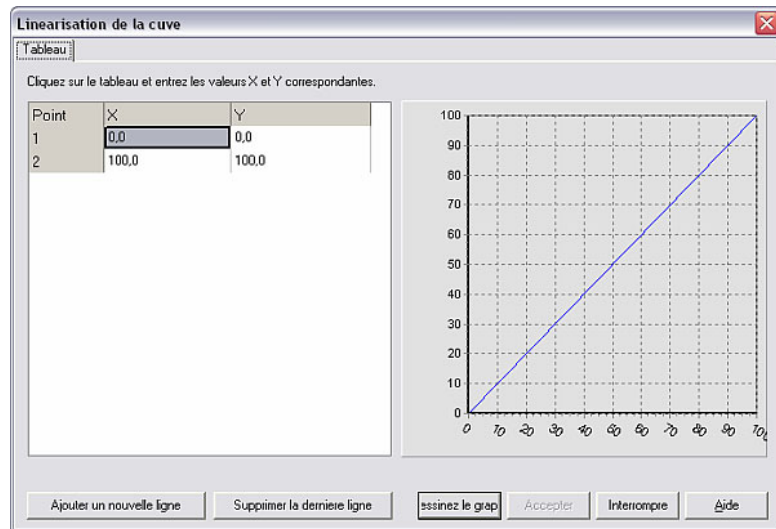 Linearisation de la cuve
Tableau
Cliquez sur le tableau et entrez les valeurs X et Y correspondantes.
Point X Y
1 0,0 0,0
2 100,0 100,0
100
90
80
70
60
50
40
30
20
10
0
0 10 20 30 40 50 60 70 80 90 100
Ajouter un nouvelle ligne Supprimer la derniere ligne essinez le grap Accepter Interrompre Aide